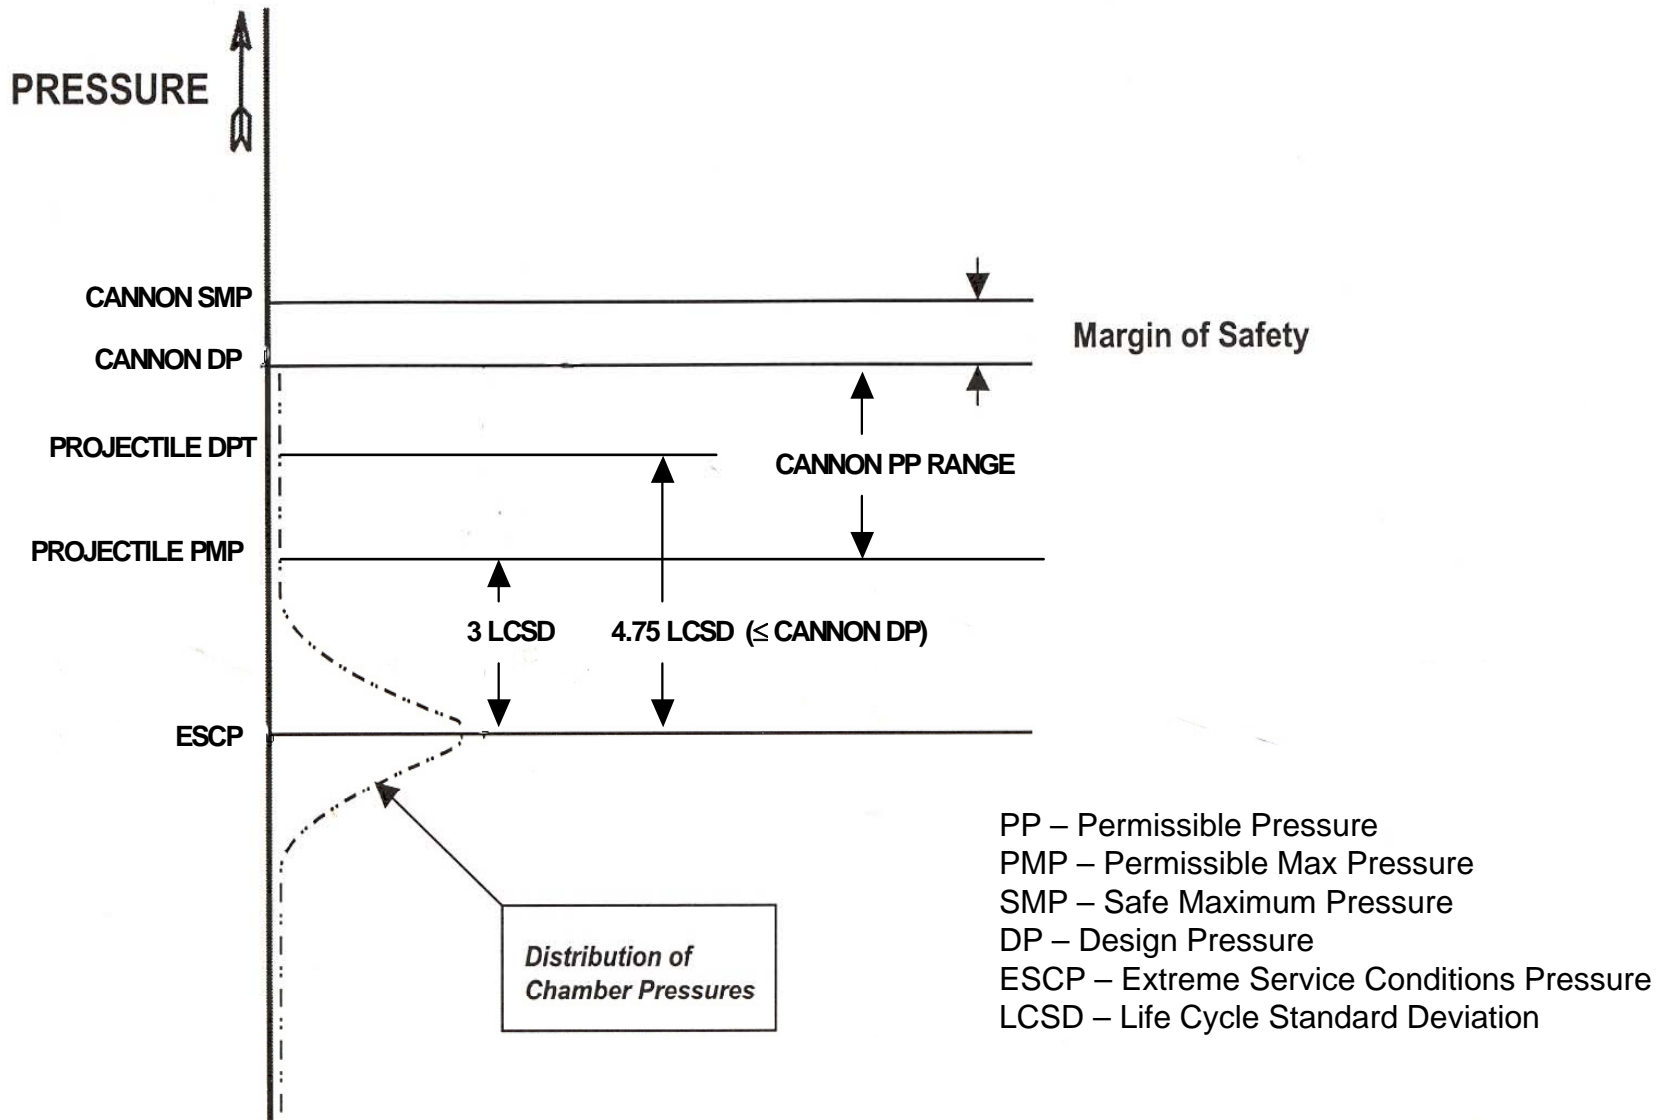 PRESSURE
CANNON SMP
Margin of Safety
CANNON DP
PROJECTILE DPT
CANNON PP RANGE
PROJECTILE PMP
3 LCSD
4.75 LCSD (≤ CANNON DP)
ESCP
Distribution of
Chamber Pressures
PP – Permissible Pressure
PMP – Permissible Max Pressure
SMP – Safe Maximum Pressure
DP – Design Pressure
ESCP – Extreme Service Conditions Pressure
LCSD – Life Cycle Standard Deviation